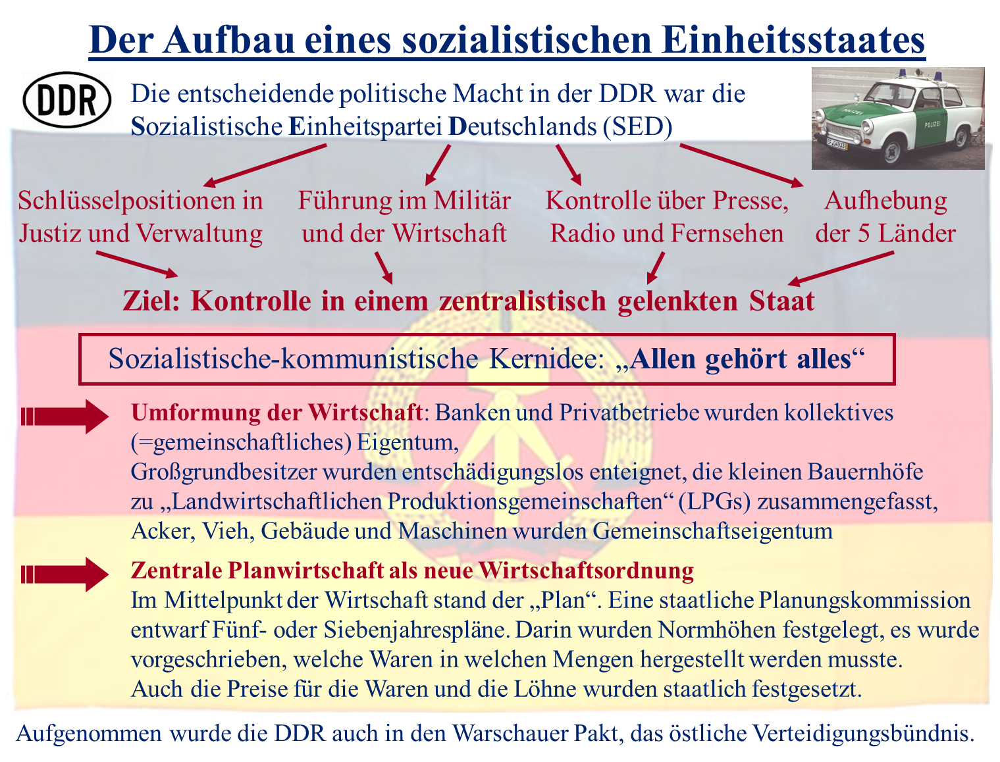 Der Aufbau eines sozialistischen Einheitsstaates
DDR
Die entscheidende politische Macht in der DDR war die
Sozialistische Einheitspartei Deutschlands (SED)
POLIZEI
POLIZEI
Schlüsselpositionen in
Justiz und Verwaltung
Führung im Militär
und der Wirtschaft
Kontrolle über Presse,
Radio und Fernsehen
Aufhebung
der 5 Länder
Ziel: Kontrolle in einem zentralistisch gelenkten Staat
Sozialistische-kommunistische Kernidee: „Allen gehört alles“
Umformung der Wirtschaft: Banken und Privatbetriebe wurden kollektives
(=gemeinschaftliches) Eigentum,
Großgrundbesitzer wurden entschädigungslos enteignet, die kleinen Bauernhöfe
zu „Landwirtschaftlichen Produktionsgemeinschaften“ (LPGs) zusammengefasst,
Acker, Vieh, Gebäude und Maschinen wurden Gemeinschaftseigentum
Zentrale Planwirtschaft als neue Wirtschaftsordnung
Im Mittelpunkt der Wirtschaft stand der „Plan“. Eine staatliche Planungskommission
entwarf Fünf- oder Siebenjahrespläne. Darin wurden Normhöhen festgelegt, es wurde
vorgeschrieben, welche Waren in welchen Mengen hergestellt werden musste.
Auch die Preise für die Waren und die Löhne wurden staatlich festgesetzt.
Aufgenommen wurde die DDR auch in den Warschauer Pakt, das östliche Verteidigungsbündnis.